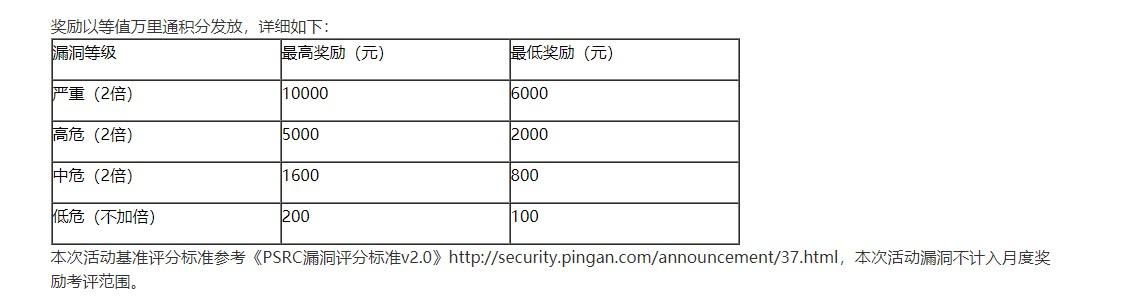 奖励以等值万里通积分发放，详细如下：
漏洞等级 最高奖励（元） 最低奖励（元）
严重（2倍） 10000 6000
高危（2倍） 5000 2000
中危（2倍） 1600 800
低危（不加倍） 200 100
本次活动基准评分标准参考《PSRC漏洞评分标准v2.0》http://security.pingan.com/announcement/37.html，本次活动漏洞不计入月度奖
励考评范围。